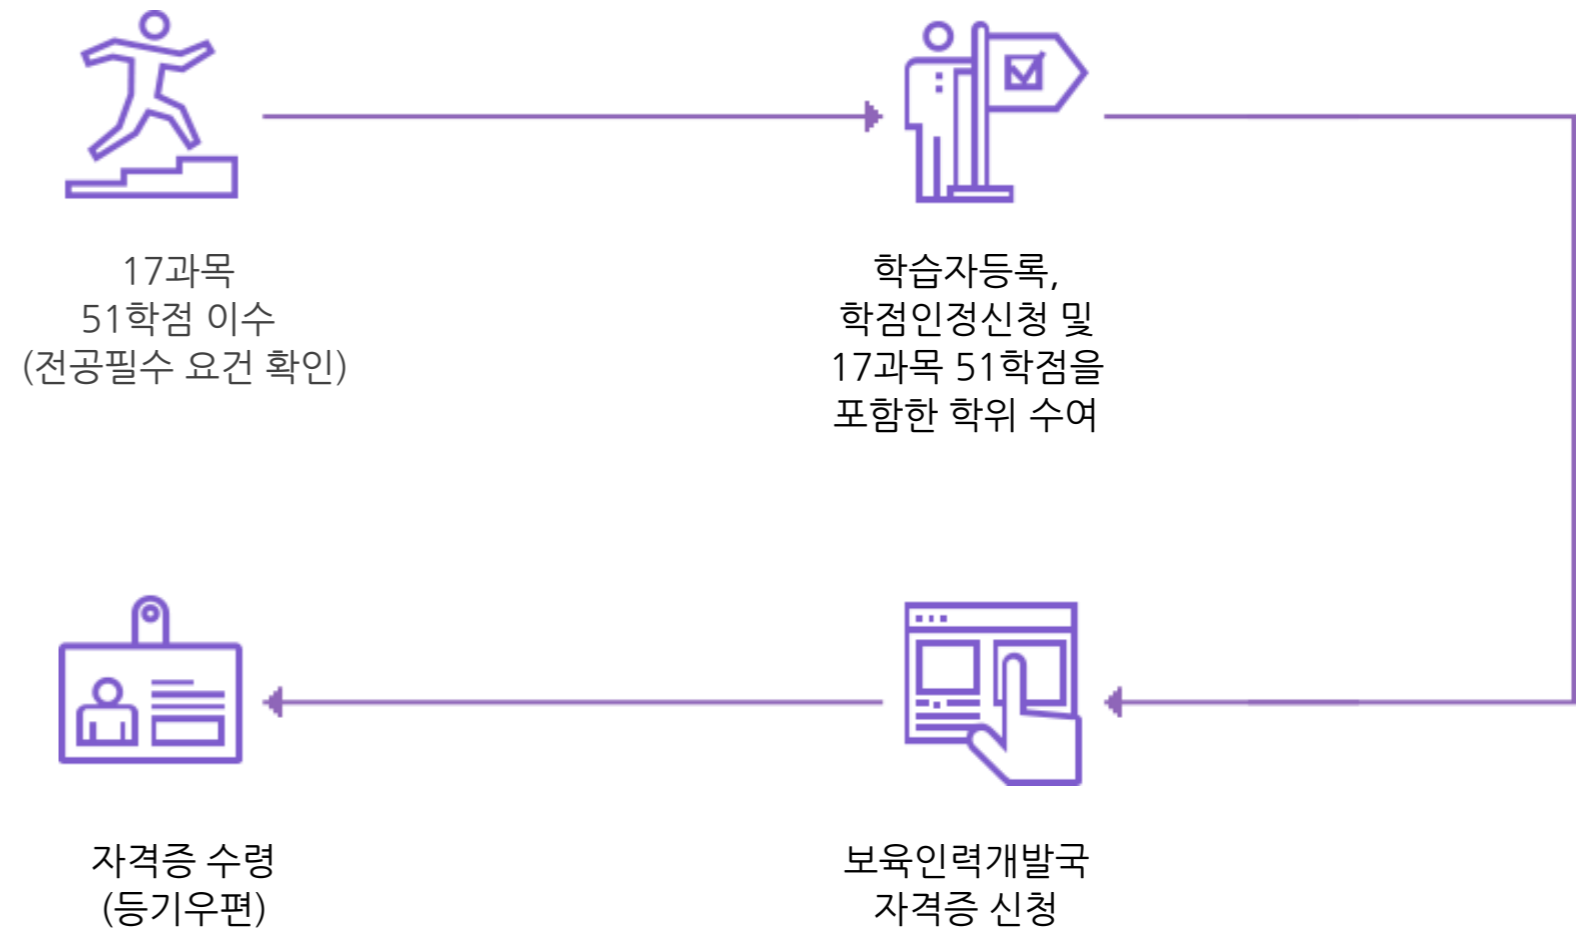 17과목
51학점 이수
(전공필수 요건 확인)
학습자등록,
학점인정신청 및
17과목 51학점을
포함한 학위 수여
보육인력개발국
자격증 신청
자격증 수령
(등기우편)